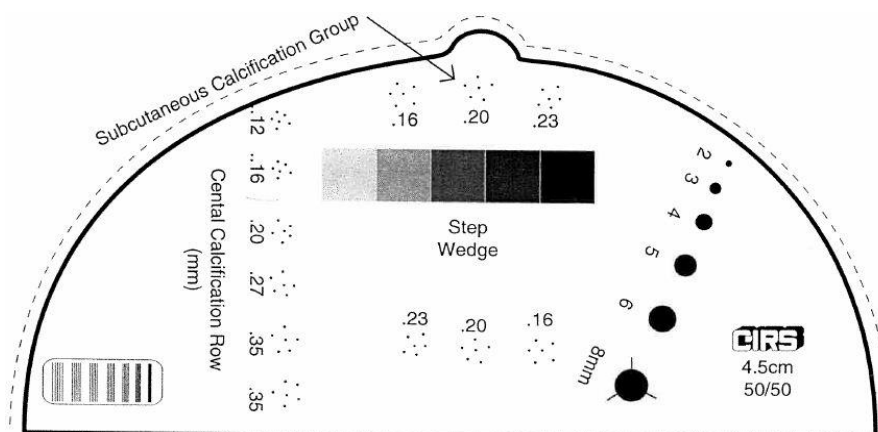 Subcutaneous Calcification Group
.16
.20
.23
.12
.16
.20
.27
.35
.35
Cental Calcification Row
(mm)
Step
Wedge
.23
.20
.16
2
3
4
5
6
8mm
CIRS
4.5cm
50/50